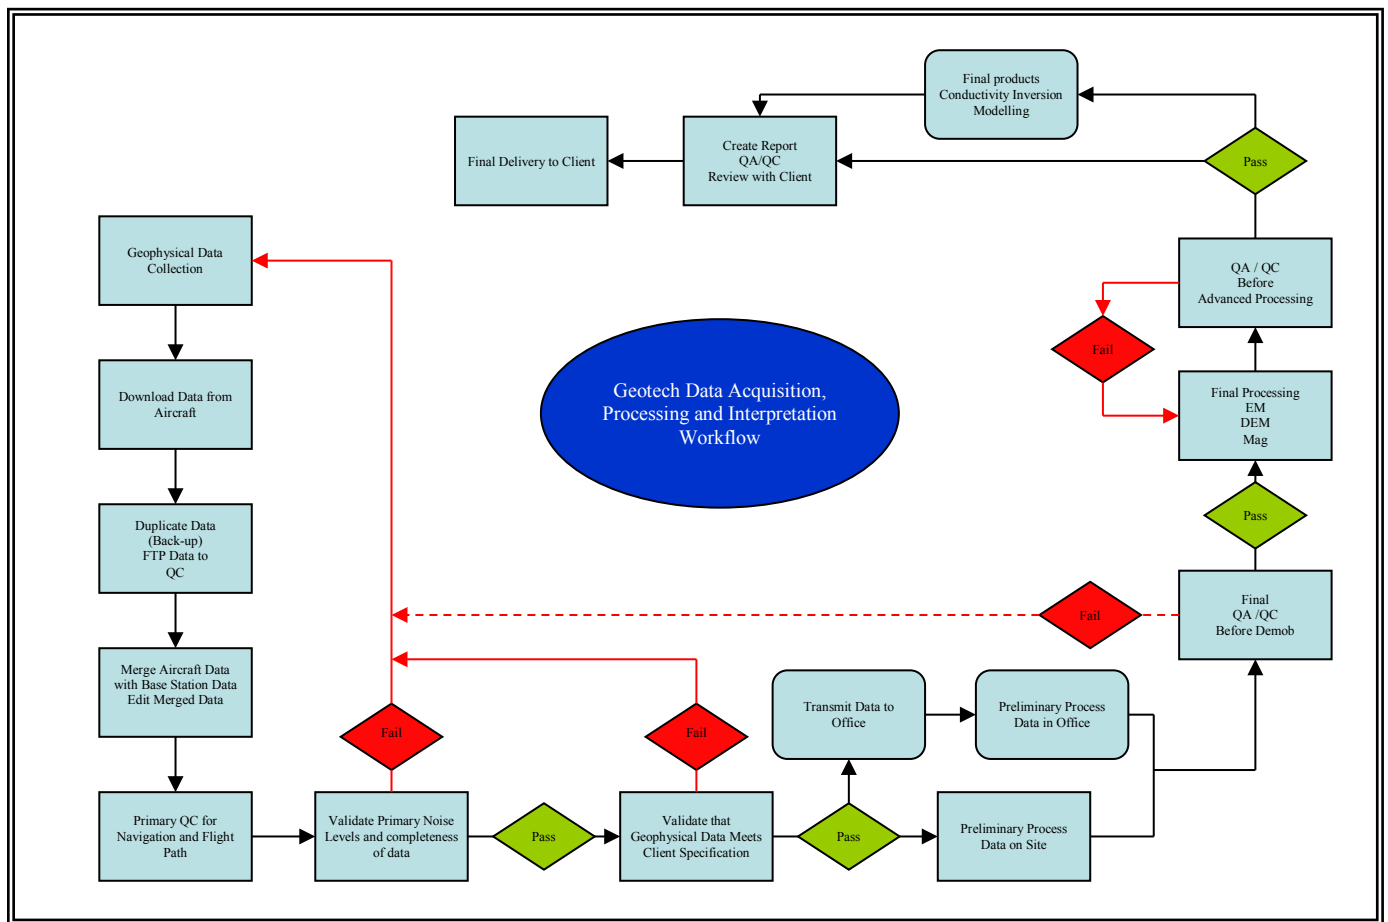 Final products
Conductivity Inversion
Modelling
Final Delivery to Client
Create Report
QA/QC
Review with Client
Pass
Geophysical Data
Collection
QA / QC
Before
Advanced Processing
Fail
Download Data from
Aircraft
Geotech Data Acquisition,
Processing and Interpretation
Workflow
Final Processing
EM
DEM
Mag
Pass
Duplicate Data
(Back-up)
FTP Data to
QC
Final
QA /QC
Before Demob
Fail
Merge Aircraft Data
with Base Station Data
Edit Merged Data
Fail
Fail
Transmit Data to
Office
Preliminary Process
Data in Office
Primary QC for
Navigation and Flight
Path
Validate Primary Noise
Levels and completeness
of data
Pass
Validate that
Geophysical Data Meets
Client Specification
Pass
Preliminary Process
Data on Site